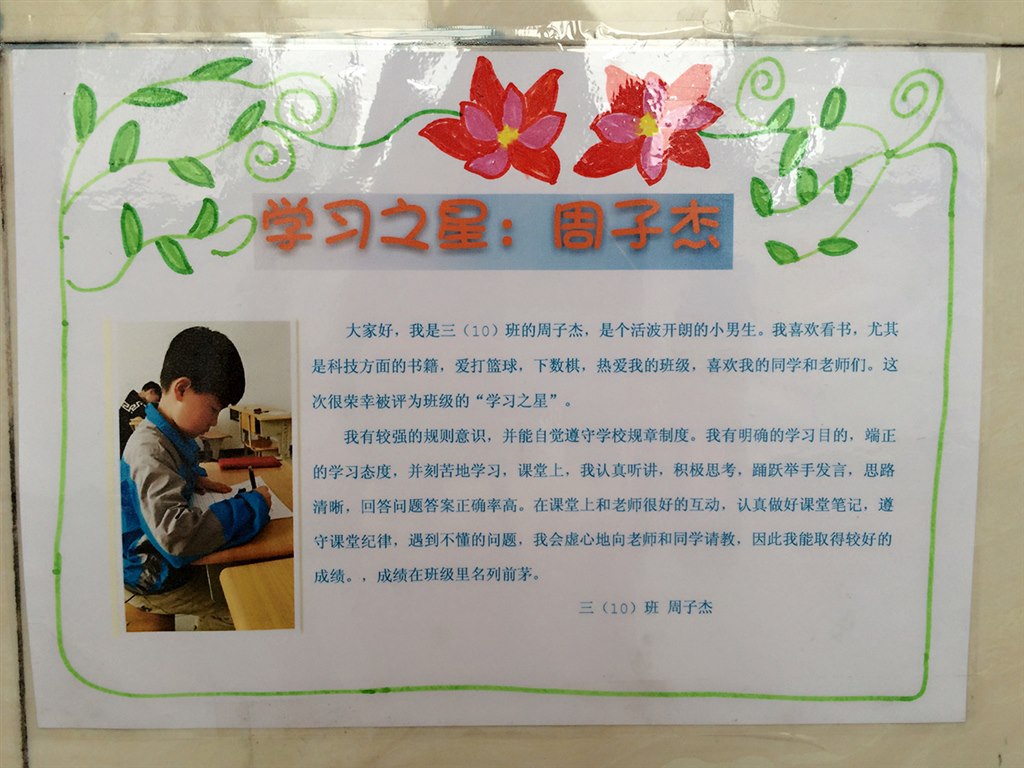 学习之星：周子杰
大家好，我是三（10）班的周子杰，是个活波开朗的小男生。我喜欢看书，尤其
是科技方面的书籍，爱打篮球，下数棋，热爱我的班级，喜欢我的同学和老师们。这
次很荣幸被评为班级的“学习之星”。
我有较强的规则意识，并能自觉遵守学校规章制度。我有明确的学习目的，端正
的学习态度，并刻苦地学习，课堂上，我认真听讲，积极思考，踊跃举手发言，思路
清晰，回答问题答案正确率高。在课堂上和老师很好的互动，认真做好课堂笔记，遵
守课堂纪律，遇到不懂的问题，我会虚心地向老师和同学请教，因此我能取得较好的
成绩。，成绩在班级里名列前茅。
三（10）班 周子杰